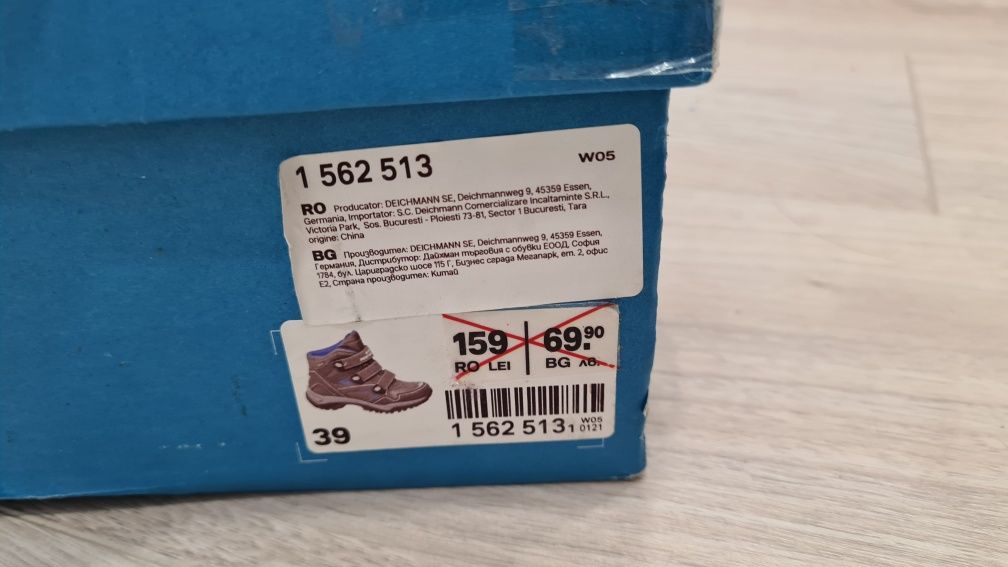 1 562 513 W05
RO Producator: DEICHMANN SE, Deichmannweg 9, 45359 Essen,
Germania, Importator: S.C. Deichmann Comercializare Incaltaminte S.R.L.,
Victoria Park, Sos. Bucuresti - Ploiesti 73-81, Sector 1 Bucuresti, Tara
origine: China
BG Производител: DEICHMANN SE, Deichmannweg 9, 45359 Essen,
Германия, Дистрибутор: Дайхман търговия с обувки ЕООД, София
1784, бул. Цариградско шосе 115 Г, Бизнес сграда Мегапарк, ет. 2, офис
Е2, Страна производител: Китай
159 69.90
RO LEI BG лв.
39
1 562 513 1 W05
0121